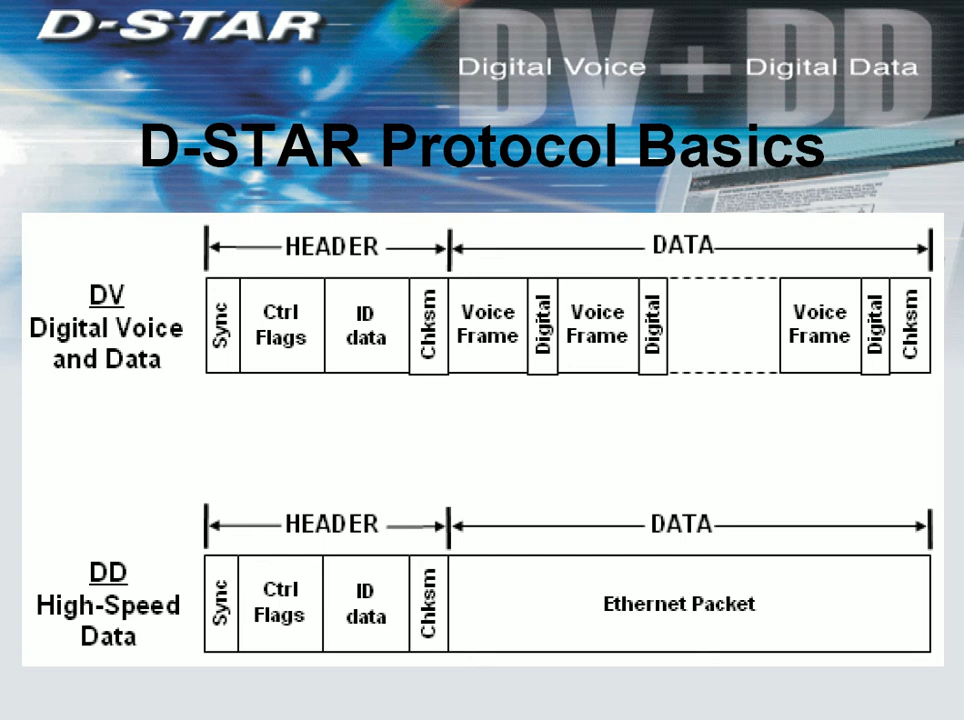 D-STAR
DV + DD
Digital Voice Digital Data
D-STAR Protocol Basics
HEADER DATA
DV
Digital Voice
and Data
Sync
Ctrl
Flags
ID
data
Chksm
Voice
Frame
Digital
Voice
Frame
Digital
Voice
Frame
Digital
Chksm
HEADER DATA
DD
High-Speed
Data
Sync
Ctrl
Flags
ID
data
Chksm
Ethernet Packet